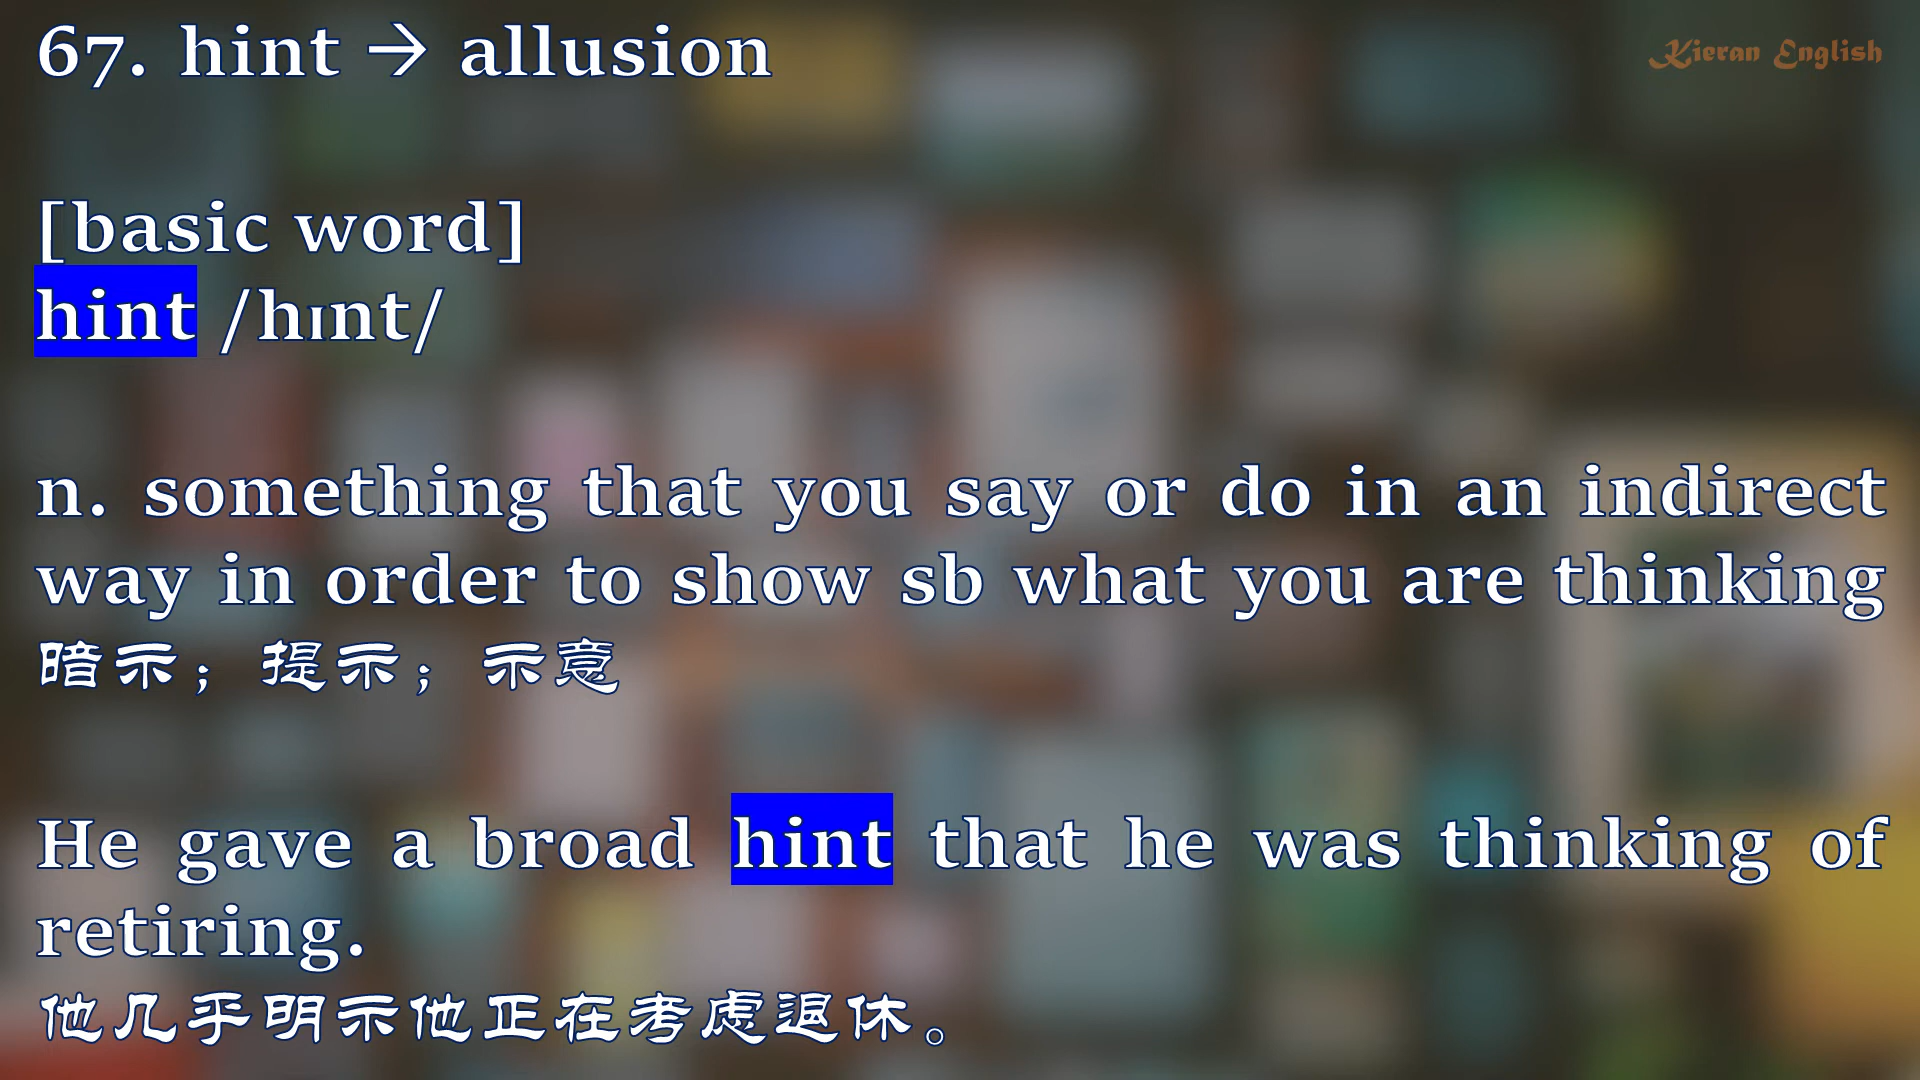 67. hint → allusion
Kieran English
[basic word]
hint /hɪnt/
n. something that you say or do in an indirect
way in order to show sb what you are thinking
暗示；提示；示意
He gave a broad hint that he was thinking of
retiring.
他几乎明示他正在考虑退休。